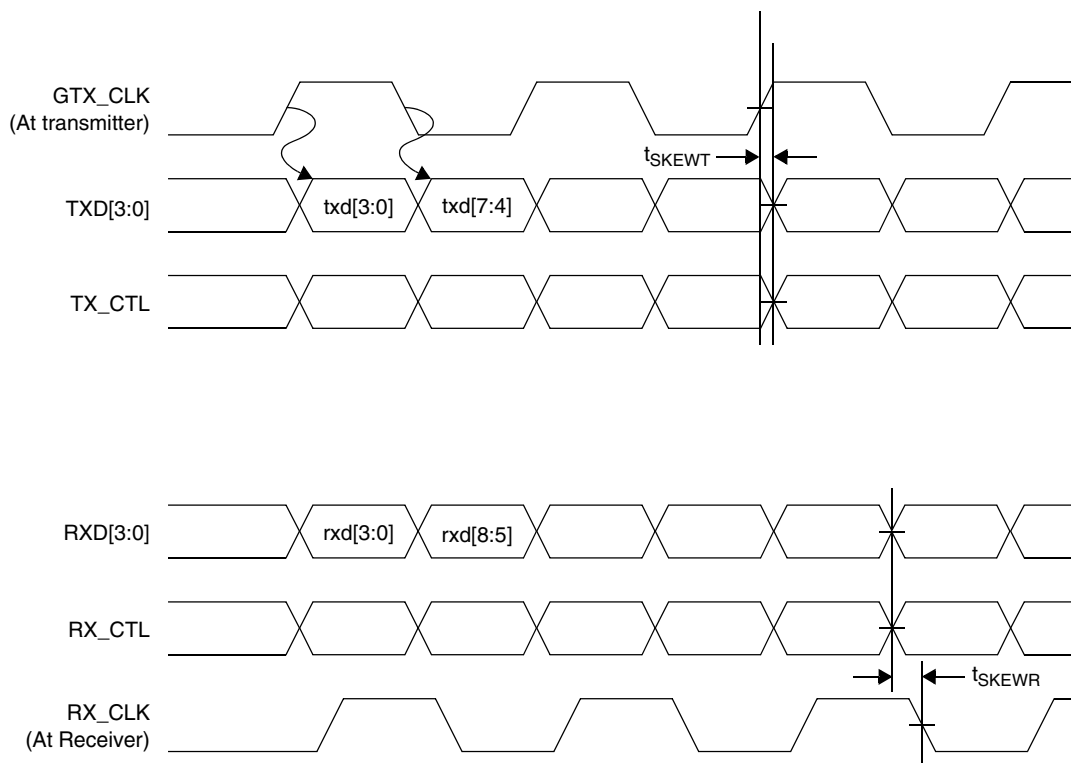 GTX_CLK
(At transmitter)
tSKEWT
TXD[3:0]
txd[3:0]
txd[7:4]
TX_CTL
RXD[3:0]
rxd[3:0]
rxd[8:5]
RX_CTL
tSKEWR
RX_CLK
(At Receiver)